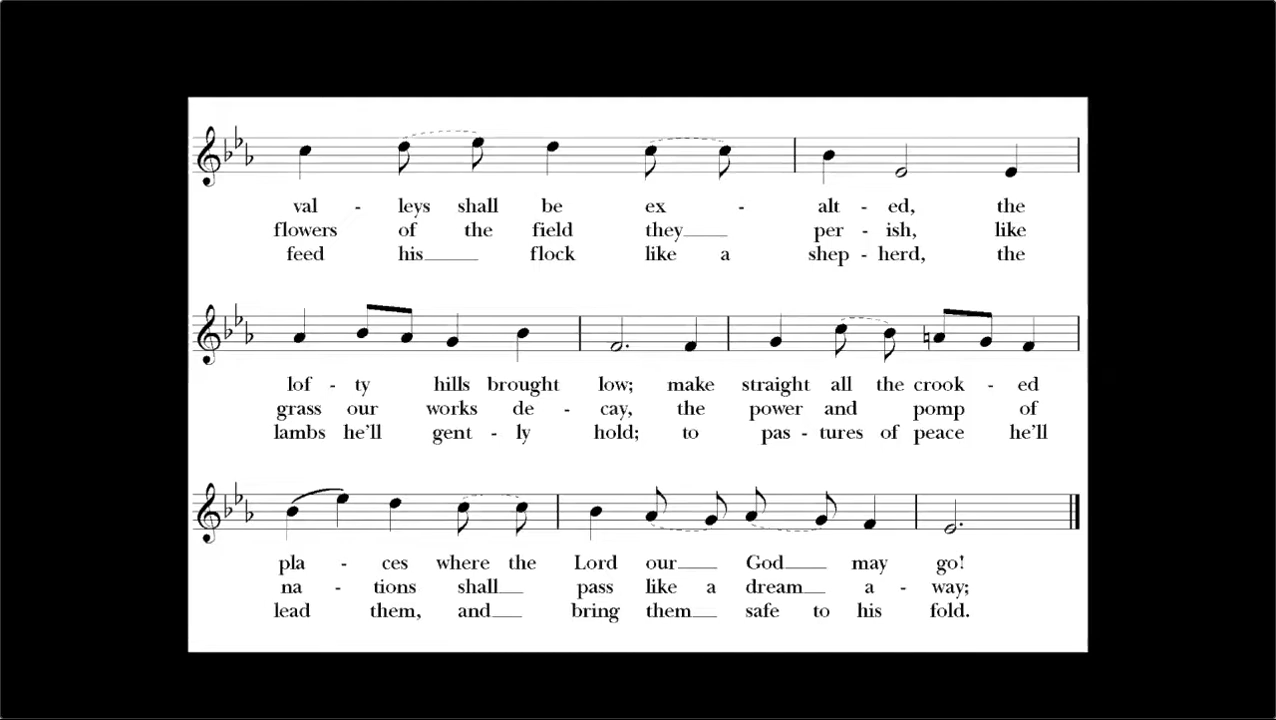 val - leys shall be ex - alt - ed, the
flowers of the field they per - ish, like
feed his flock like a shep - herd, the
lof - ty hills brought low; make straight all the crook - ed
grass our works de - cay, the power and pomp of
lambs he'll gent - ly hold; to pas - tures of peace he'll
pla - ces where the Lord our God may go!
na - tions shall pass like a dream a - way;
lead them, and bring them safe to his fold.